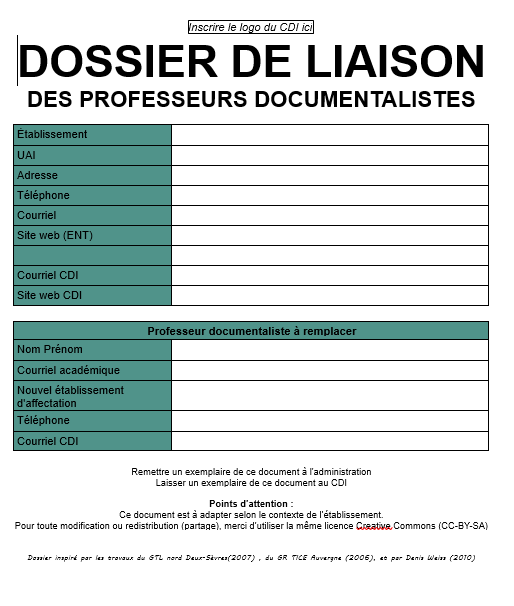 Inscrire le logo du CDI ici
DOSSIER DE LIAISON
DES PROFESSEURS DOCUMENTALISTES
Établissement
UAI
Adresse
Téléphone
Courriel
Site web (ENT)
Courriel CDI
Site web CDI
Professeur documentaliste à remplacer
Nom Prénom
Courriel académique
Nouvel établissement
d'affectation
Téléphone
Courriel CDI
Remettre un exemplaire de ce document à l'administration
Laisser un exemplaire de ce document au CDI
Points d'attention :
Ce document est à adapter selon le contexte de l'établissement.
Pour toute modification ou redistribution (partage), merci d'utiliser la même licence Creative Commons (CC-BY-SA)
Dossier inspiré par les travaux du GTL nord Deux-Sèvres(2007) , du GR TICE Auvergne (2006), et par Denis Weiss (2010)